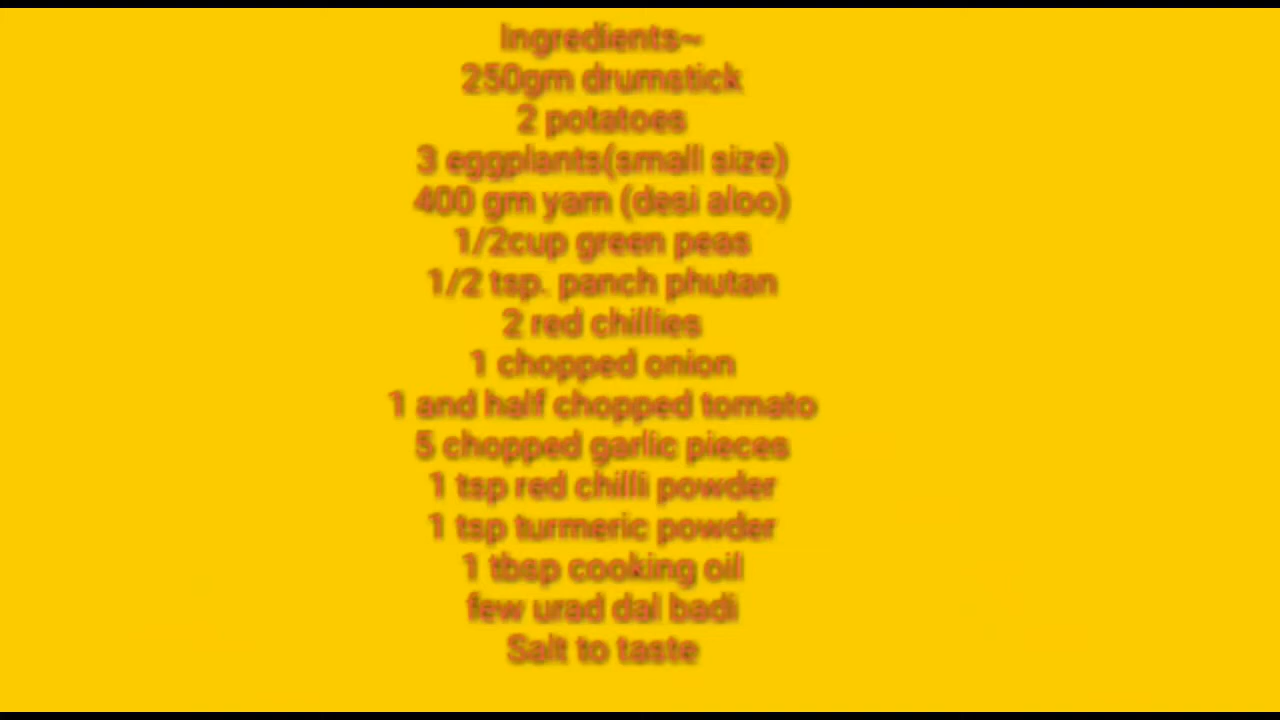 Ingredients~
250gm drumstick
2 potatoes
3 eggplants(small size)
400 gm yam (desi aloo)
1/2cup green peas
1/2 tsp. panch phutan
2 red chillies
1 chopped onion
1 and half chopped tomato
5 chopped garlic pieces
1 tsp red chilli powder
1 tsp turmeric powder
1 tbsp cooking oil
few urad dal badi
Salt to taste